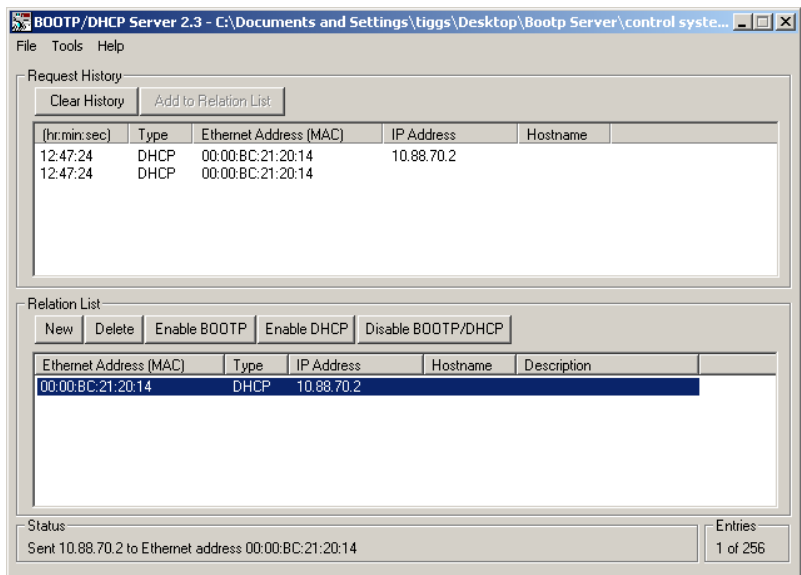 BOOTP/DHCP Server 2.3 - C:\Documents and Settings\tiggs\Desktop\Bootp Server\control syste...
File Tools Help
Request History
Clear History Add to Relation List
(hr:min:sec) Type Ethernet Address (MAC) IP Address Hostname
12:47:24 DHCP 00:00:BC:21:20:14 10.88.70.2
12:47:24 DHCP 00:00:BC:21:20:14
Relation List
New Delete Enable BOOTP Enable DHCP Disable BOOTP/DHCP
Ethernet Address (MAC) Type IP Address Hostname Description
00:00:BC:21:20:14 DHCP 10.88.70.2
Status Entries
Sent 10.88.70.2 to Ethernet address 00:00:BC:21:20:14 1 of 256